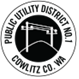 PUBLIC UTILITY DISTRICT NO.1
COWLITZ CO. WA